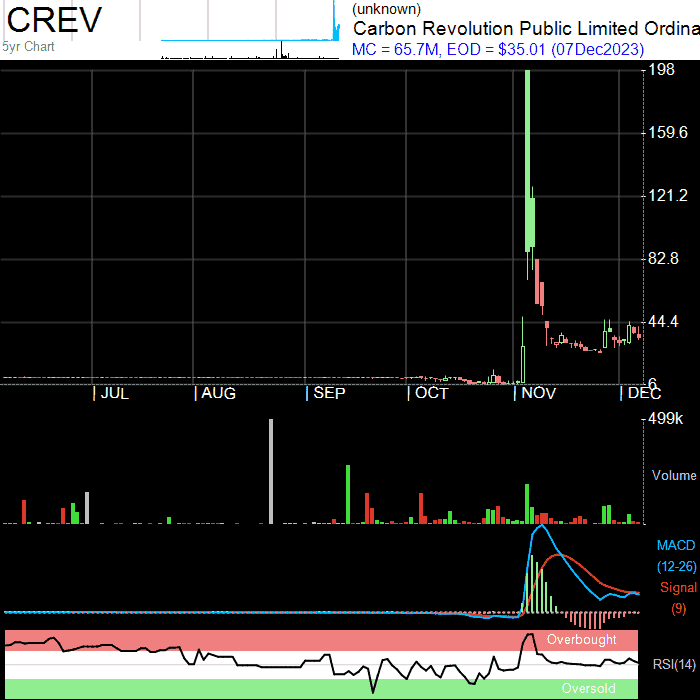 CREV
5yr Chart
(unknown)
Carbon Revolution Public Limited Ordina
MC = 65.7M, EOD = $35.01 (07Dec2023)
198
159.6
121.2
82.8
44.4
6
JUL AUG SEP OCT NOV DEC
499k
Volume
MACD
(12-26)
Signal
(9)
Overbought
RSI(14)
Oversold